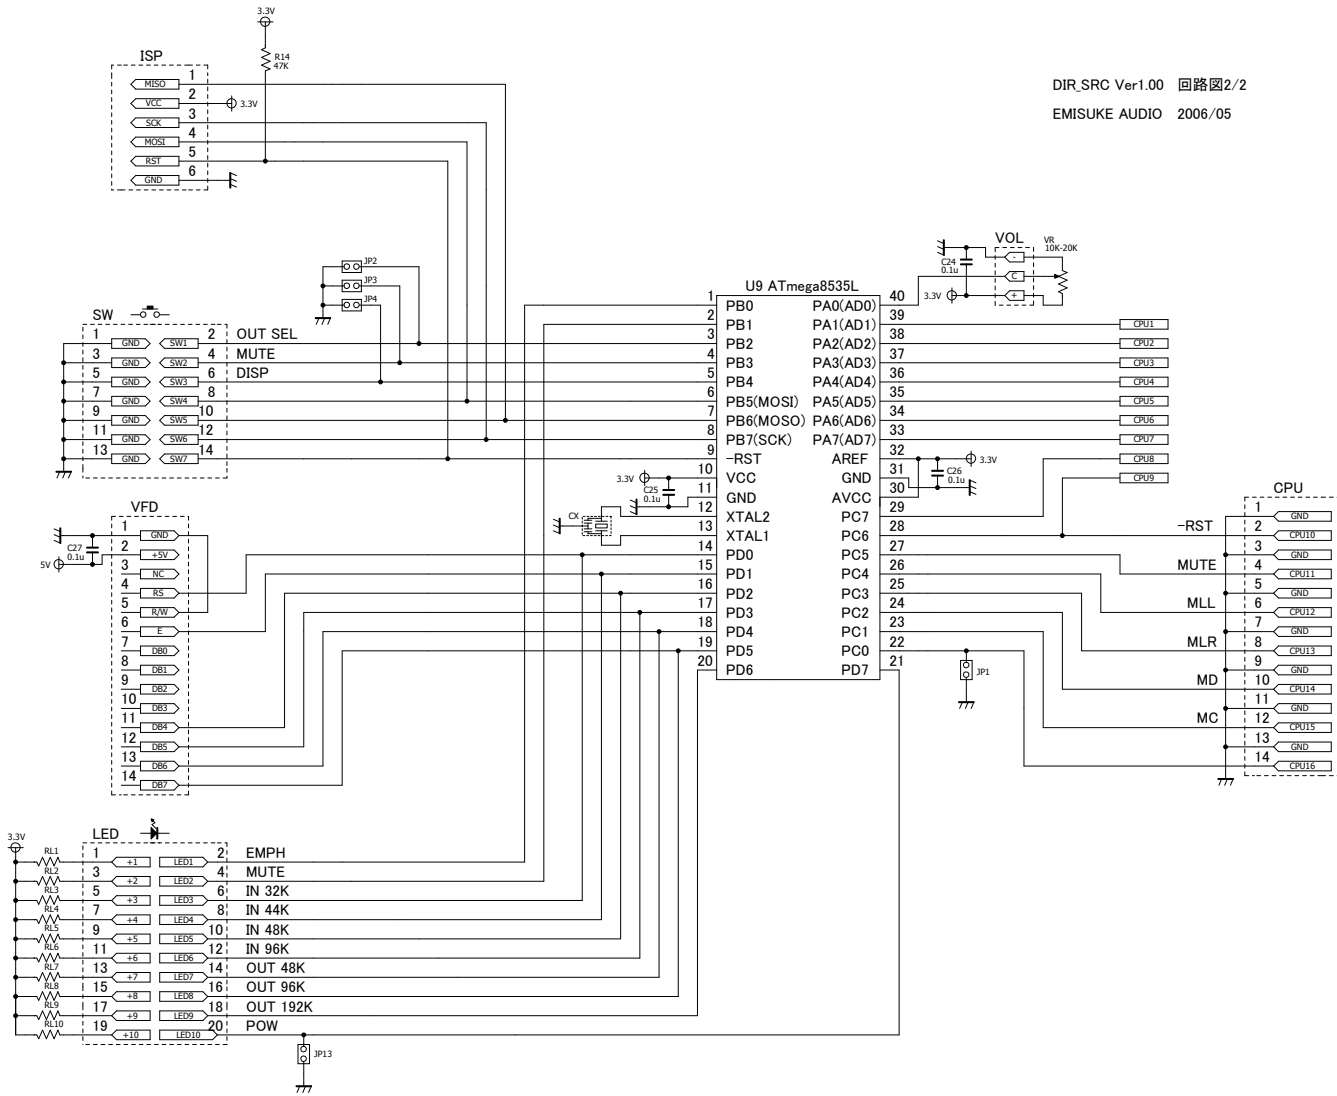 DIR_SRC Ver1.00 回路図2/2
EMISUKE AUDIO 2006/05
3.3V
R14
47K
ISP
MISO 1
VCC 2 3.3V
SCK 3
MOSI 4
RST 5
GND 6
JP2
JP3
JP4
SW
1 GND SW1 2 OUT SEL
3 GND SW2 4 MUTE
5 GND SW3 6 DISP
7 GND SW4 8
9 GND SW5 10
11 GND SW6 12
13 GND SW7 14
VOL
VR
10K-20K
-
C
+
C24
0.1u
3.3V
U9 ATmega8535L
1 PB0 PA0(AD0) 40
2 PB1 PA1(AD1) 39 CPU1
3 PB2 PA2(AD2) 38 CPU2
4 PB3 PA3(AD3) 37 CPU3
5 PB4 PA4(AD4) 36 CPU4
6 PB5(MOSI) PA5(AD5) 35 CPU5
7 PB6(MOSO) PA6(AD6) 34 CPU6
8 PB7(SCK) PA7(AD7) 33 CPU7
9 -RST AREF 32 3.3V CPU8
10 VCC GND 31 CPU9
11 GND AVCC 30
12 XTAL2 PC7 29
13 XTAL1 PC6 28
14 PD0 PC5 27
15 PD1 PC4 26
16 PD2 PC3 25
17 PD3 PC2 24
18 PD4 PC1 23
19 PD5 PC0 22
20 PD6 PD7 21
3.3V
C25
0.1u
C26
0.1u
CX
JP1
VFD
1 GND
2 +5V
3 NC
4 RS
5 R/W
6 E
7 DB0
8 DB1
9 DB2
10 DB3
11 DB4
12 DB5
13 DB6
14 DB7
C27
0.1u
5V
CPU
1 GND
-RST 2 CPU10
3 GND
MUTE 4 CPU11
5 GND
MLL 6 CPU12
7 GND
MLR 8 CPU13
9 GND
MD 10 CPU14
11 GND
MC 12 CPU15
13 GND
14 CPU16
3.3V
LED
RL1 1 +1 LED1 2 EMPH
RL2 3 +2 LED2 4 MUTE
RL3 5 +3 LED3 6 IN 32K
RL4 7 +4 LED4 8 IN 44K
RL5 9 +5 LED5 10 IN 48K
RL6 11 +6 LED6 12 IN 96K
RL7 13 +7 LED7 14 OUT 48K
RL8 15 +8 LED8 16 OUT 96K
RL9 17 +9 LED9 18 OUT 192K
RL10 19 +10 LED10 20 POW
JP13